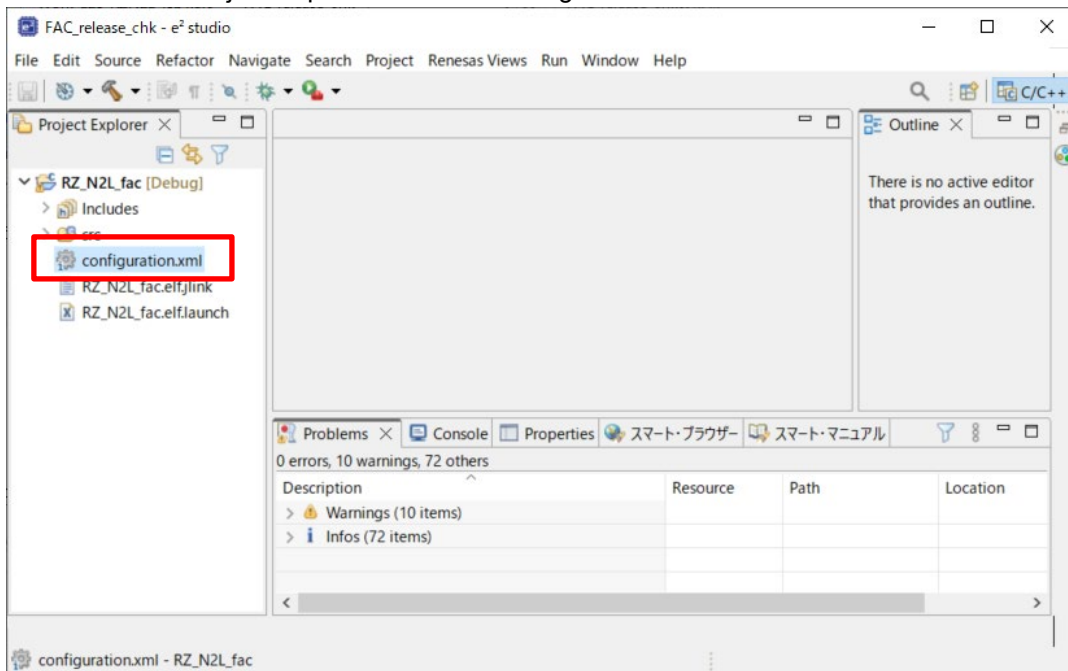 FAC_release_chk - e² studio
File Edit Source Refactor Navigate Search Project Renesas Views Run Window Help
C/C++
Project Explorer
Outline
RZ_N2L_fac [Debug]
There is no active editor
that provides an outline.
Includes
src
configuration.xml
RZ_N2L_fac.elf.jlink
RZ_N2L_fac.elf.launch
Problems Console Properties スマート・ブラウザー スマート・マニュアル
0 errors, 10 warnings, 72 others
Description Resource Path Location
Warnings (10 items)
Infos (72 items)
configuration.xml - RZ_N2L_fac